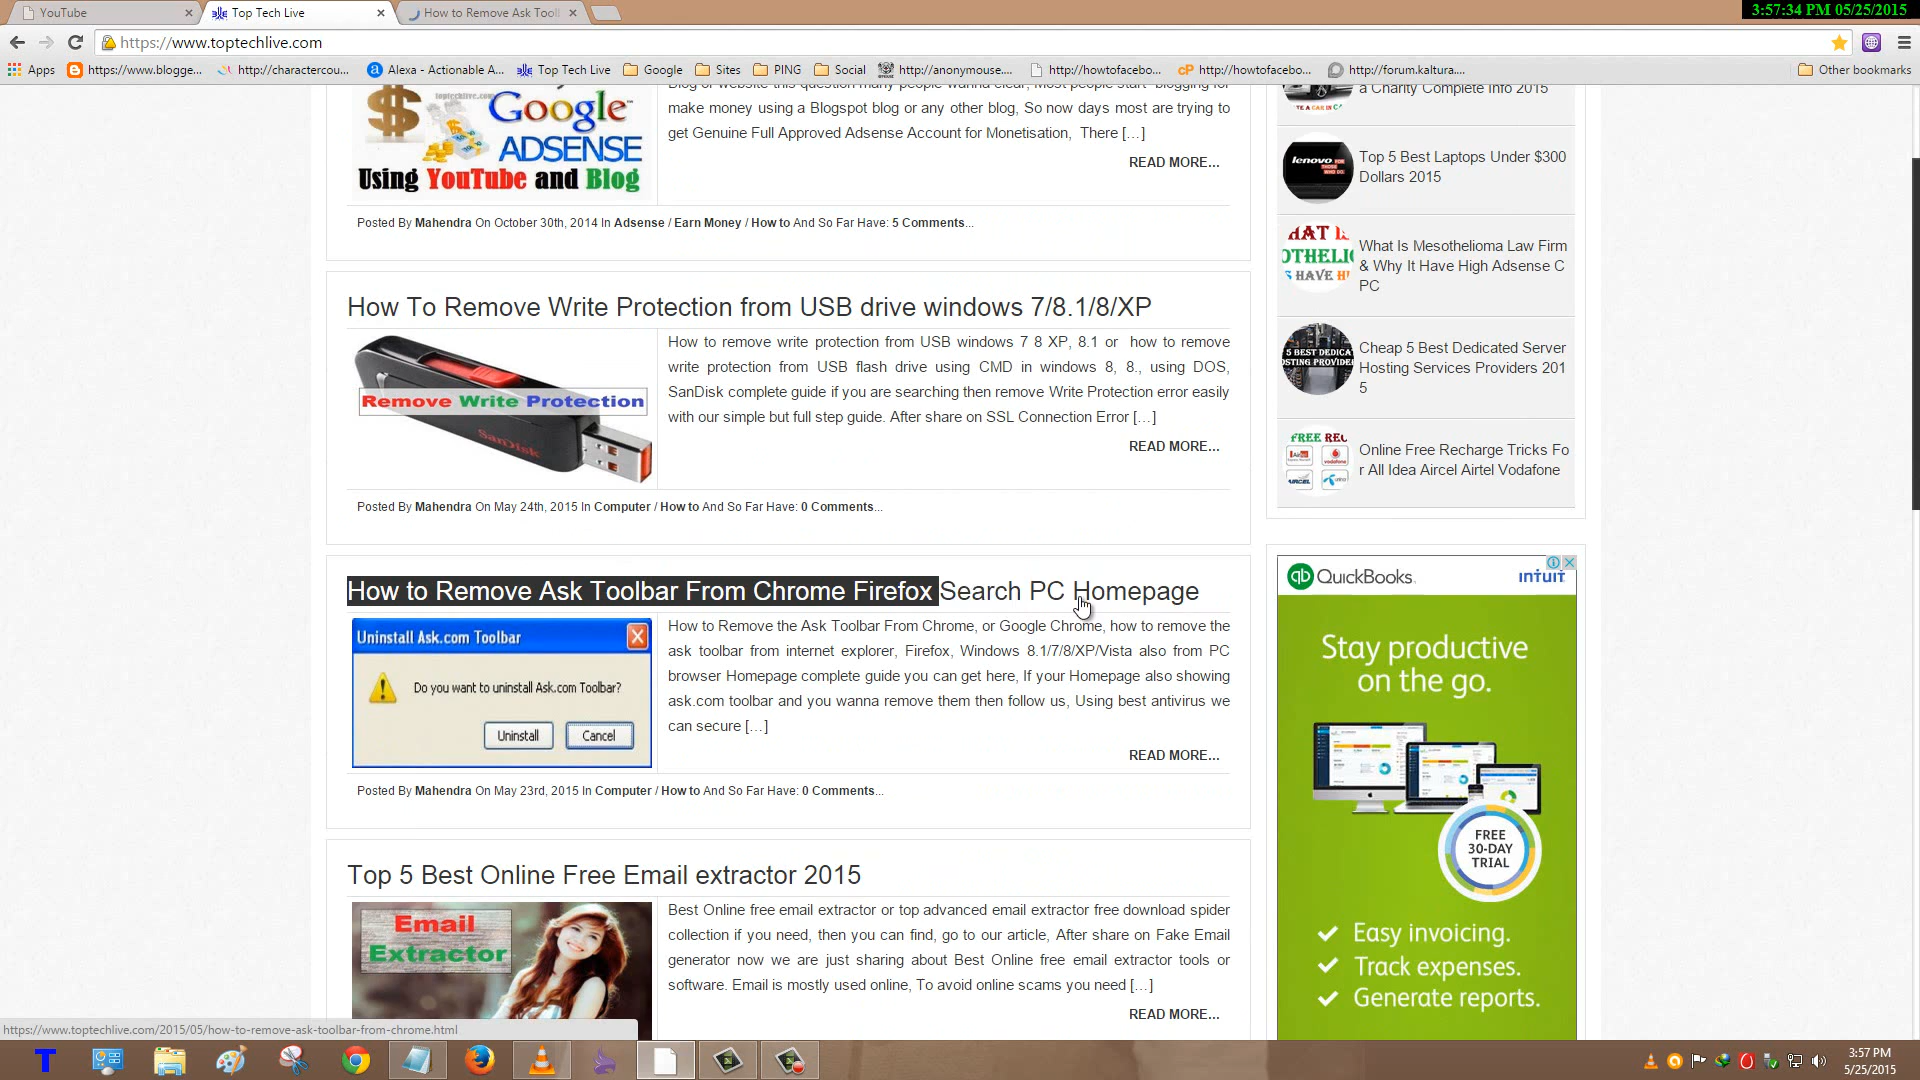 YouTube
Top Tech Live
How to Remove Ask Tool
3:57:34 PM 05/25/2015
https://www.toptechlive.com
Apps
https://www.blogge...
http://charactercou...
Alexa - Actionable A...
Top Tech Live
Google
Sites
PING
Social
http://anonymouse....
http://howtofacebo...
http://howtofacebo...
http://forum.kaltura....
Other bookmarks
toptechlive.com
Google
ADSENSE
Using YouTube and Blog
Blog or website this question many people wanna clear, Most people start blogging for
make money using a Blogspot blog or any other blog, So now days most are trying to
get Genuine Full Approved Adsense Account for Monetisation, There [...]
READ MORE...
Posted By Mahendra On October 30th, 2014 In Adsense / Earn Money / How to And So Far Have: 5 Comments...
How To Remove Write Protection from USB drive windows 7/8.1/8/XP
Remove Write Protection
SanDisk
How to remove write protection from USB windows 7 8 XP, 8.1 or how to remove
write protection from USB flash drive using CMD in windows 8, 8., using DOS,
SanDisk complete guide if you are searching then remove Write Protection error easily
with our simple but full step guide. After share on SSL Connection Error [...]
READ MORE...
Posted By Mahendra On May 24th, 2015 In Computer / How to And So Far Have: 0 Comments...
How to Remove Ask Toolbar From Chrome Firefox Search PC Homepage
Uninstall Ask.com Toolbar
Do you want to uninstall Ask.com Toolbar?
Uninstall
Cancel
How to Remove the Ask Toolbar From Chrome, or Google Chrome, how to remove the
ask toolbar from internet explorer, Firefox, Windows 8.1/7/8/XP/Vista also from PC
browser Homepage complete guide you can get here, If your Homepage also showing
ask.com toolbar and you wanna remove them then follow us, Using best antivirus we
can secure [...]
READ MORE...
Posted By Mahendra On May 23rd, 2015 In Computer / How to And So Far Have: 0 Comments...
Top 5 Best Online Free Email extractor 2015
Email
Extractor
Best Online free email extractor or top advanced email extractor free download spider
collection if you need, then you can find, go to our article, After share on Fake Email
generator now we are just sharing about Best Online free email extractor tools or
software. Email is mostly used online, To avoid online scams you need [...]
READ MORE...
a Charity Complete Info 2015
lenovo
Top 5 Best Laptops Under $300
Dollars 2015
What Is Mesothelioma Law Firm
& Why It Have High Adsense C
PC
5 BEST DEDICA
Cheap 5 Best Dedicated Server
Hosting Services Providers 201
5
Online Free Recharge Tricks Fo
r All Idea Aircel Airtel Vodafone
qb QuickBooks.
intuit
Stay productive
on the go.
FREE
30-DAY
TRIAL
Easy invoicing.
Track expenses.
Generate reports.
https://www.toptechlive.com/2015/05/how-to-remove-ask-toolbar-from-chrome.html
T
3:57 PM
5/25/2015